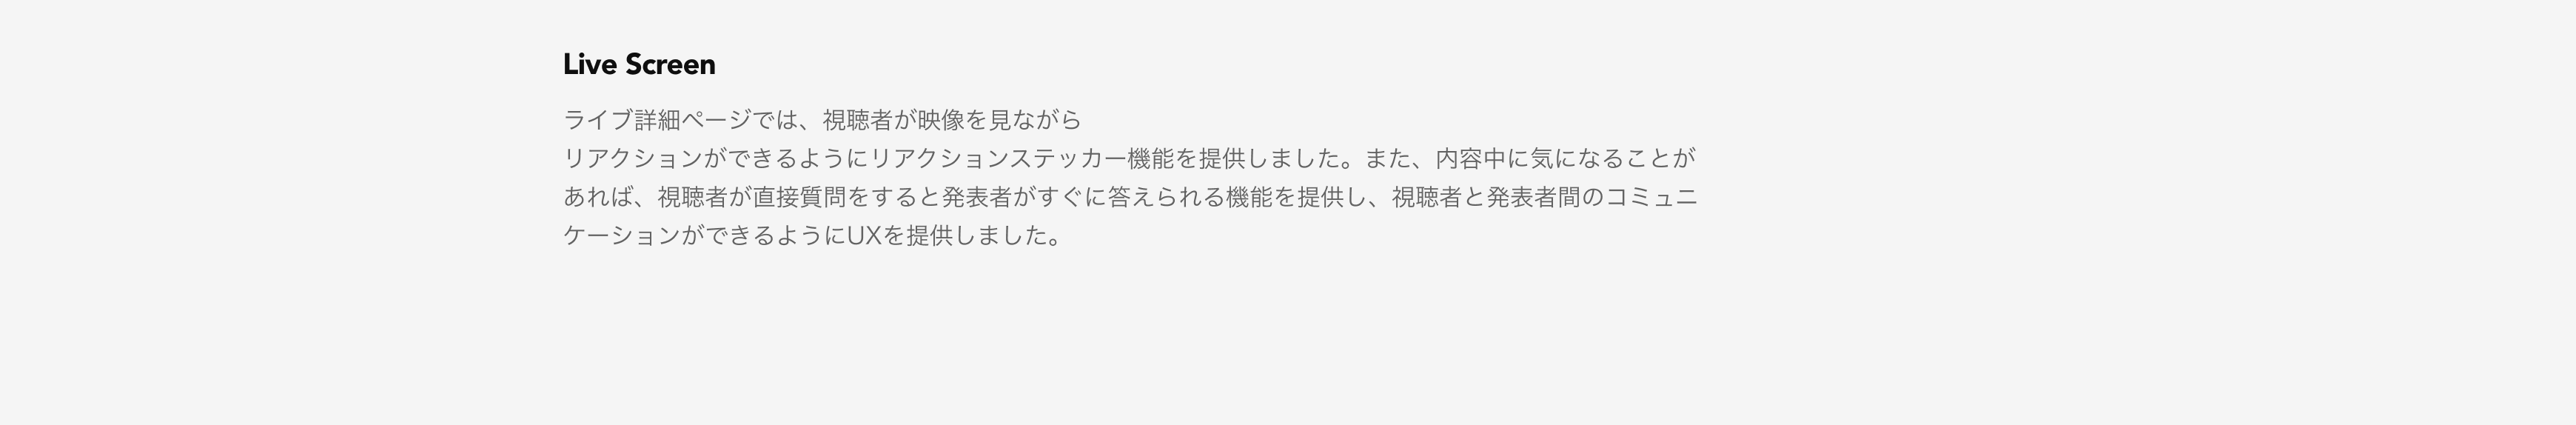 Live Screen
ライブ詳細ページでは、視聴者が映像を見ながら
リアクションができるようにリアクションステッカー機能を提供しました。また、内容中に気になることが
あれば、視聴者が直接質問をすると発表者がすぐに答えられる機能を提供し、視聴者と発表者間のコミュニ
ケーションができるようにUXを提供しました。